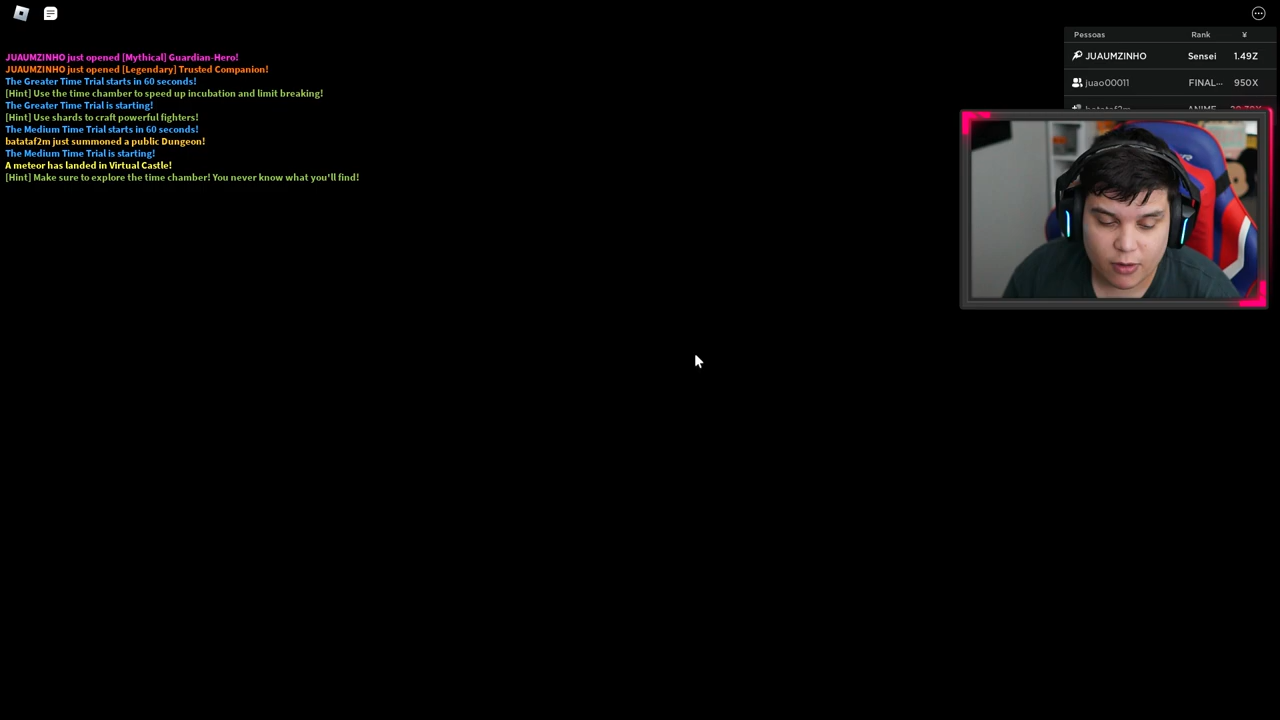 JUAUMZINHO just opened [Mythical] Guardian-Hero!
JUAUMZINHO just opened [Legendary] Trusted Companion!
The Greater Time Trial starts in 60 seconds!
[Hint] Use the time chamber to speed up incubation and limit breaking!
The Greater Time Trial is starting!
[Hint] Use shards to craft powerful fighters!
The Medium Time Trial starts in 60 seconds!
batataf2m just summoned a public Dungeon!
The Medium Time Trial is starting!
A meteor has landed in Virtual Castle!
[Hint] Make sure to explore the time chamber! You never know what you'll find!
Pessoas Rank ¥
JUAUMZINHO Sensei 1.49Z
juao00011 FINAL... 950X
batataf2m ANIME